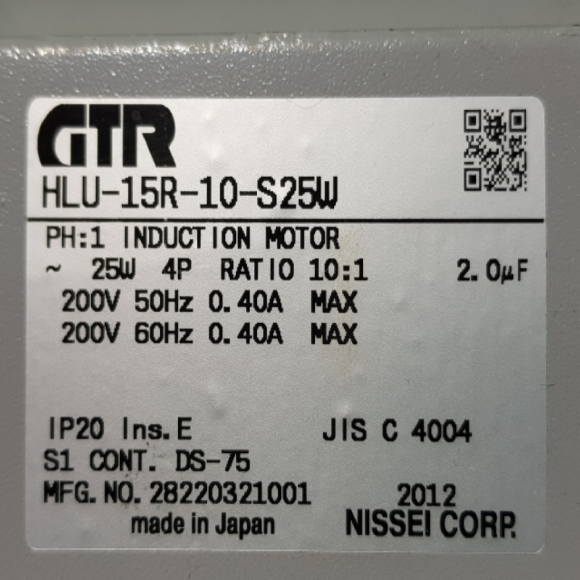 GTR
HLU-15R-10-S25W
PH:1 INDUCTION MOTOR
~ 25W 4P RATIO 10:1 2.0μF
200V 50Hz 0.40A MAX
200V 60Hz 0.40A MAX
IP20 Ins.E JIS C 4004
S1 CONT. DS-75
MFG.NO.28220321001 2012
made in Japan NISSEI CORP.